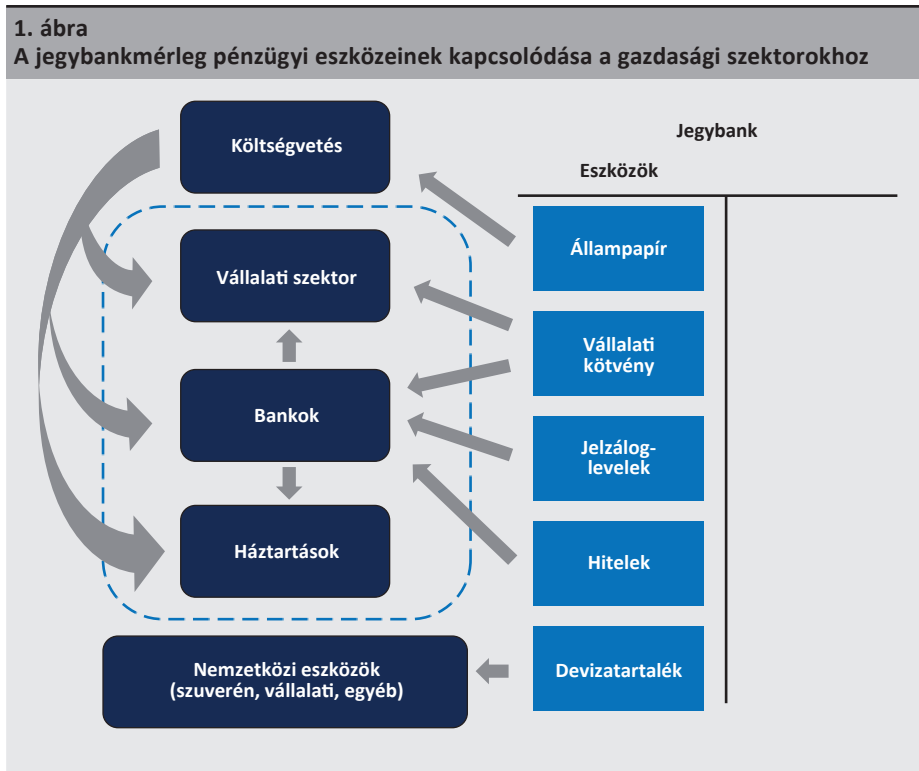 1. ábra
A jegybankmérleg pénzügyi eszközeinek kapcsolódása a gazdasági szektorokhoz
Jegybank
Eszközök
Költségvetés
Vállalati szektor
Bankok
Háztartások
Nemzetközi eszközök
(szuverén, vállalati, egyéb)
Állampapír
Vállalati
kötvény
Jelzálog-
levelek
Hitelek
Devizatartalék